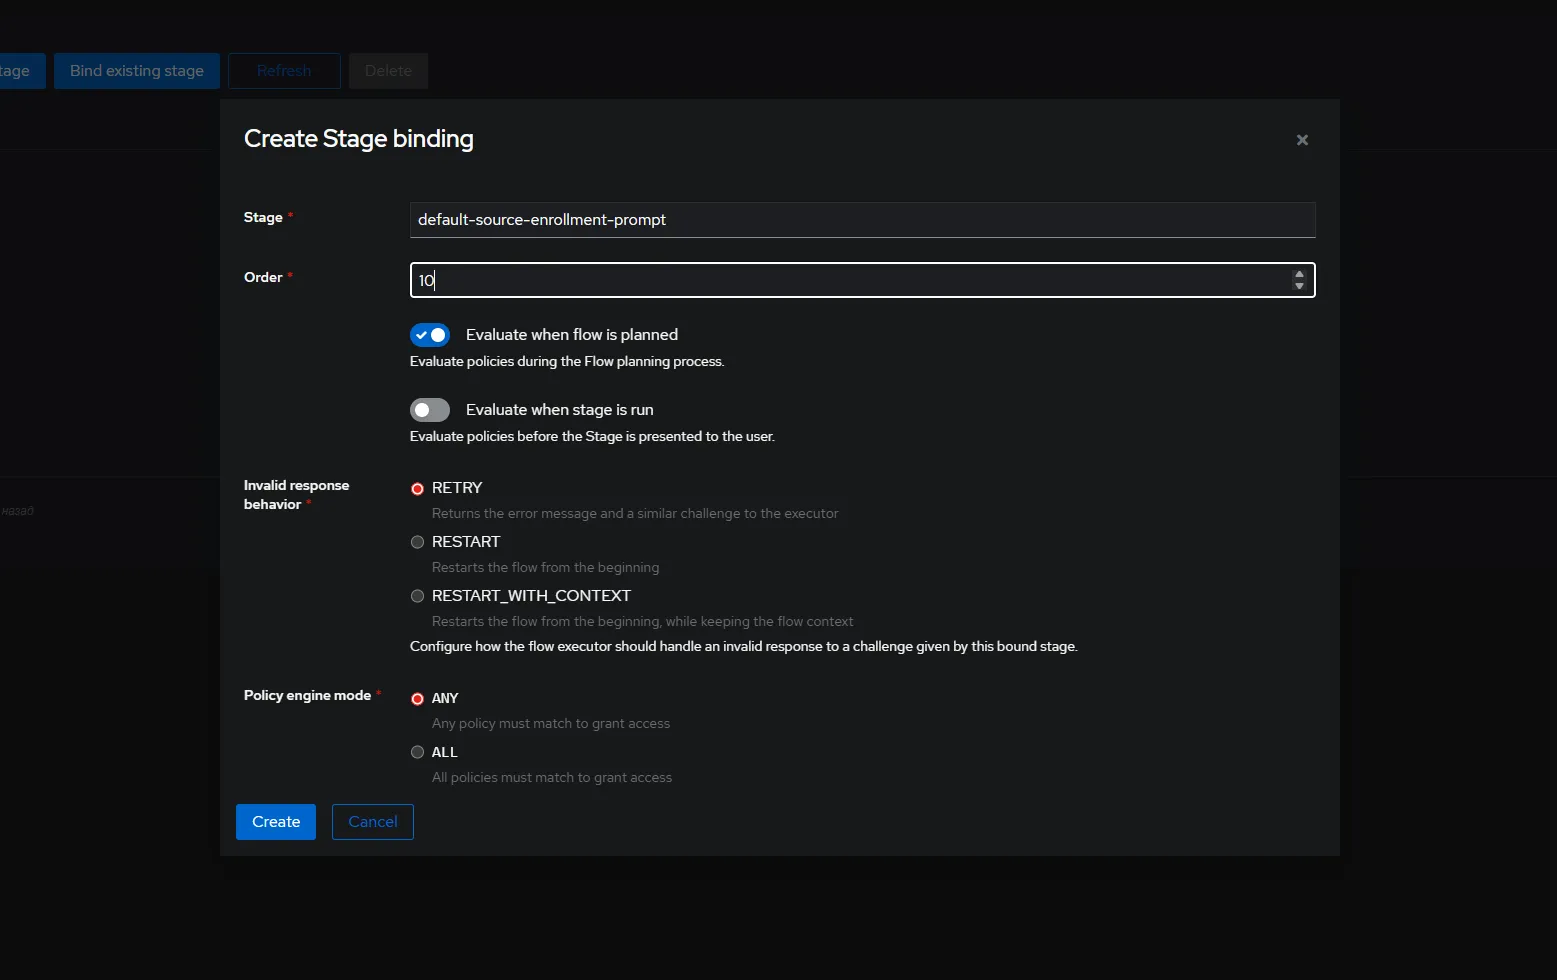 tage Bind existing stage Refresh Delete
Create Stage binding
Stage *
default-source-enrollment-prompt
Order *
10
Evaluate when flow is planned
Evaluate policies during the Flow planning process.
Evaluate when stage is run
Evaluate policies before the Stage is presented to the user.
Invalid response
behavior *
RETRY
Returns the error message and a similar challenge to the executor
RESTART
Restarts the flow from the beginning
RESTART_WITH_CONTEXT
Restarts the flow from the beginning, while keeping the flow context
Configure how the flow executor should handle an invalid response to a challenge given by this bound stage.
назад
Policy engine mode *
ANY
Any policy must match to grant access
ALL
All policies must match to grant access
Create Cancel